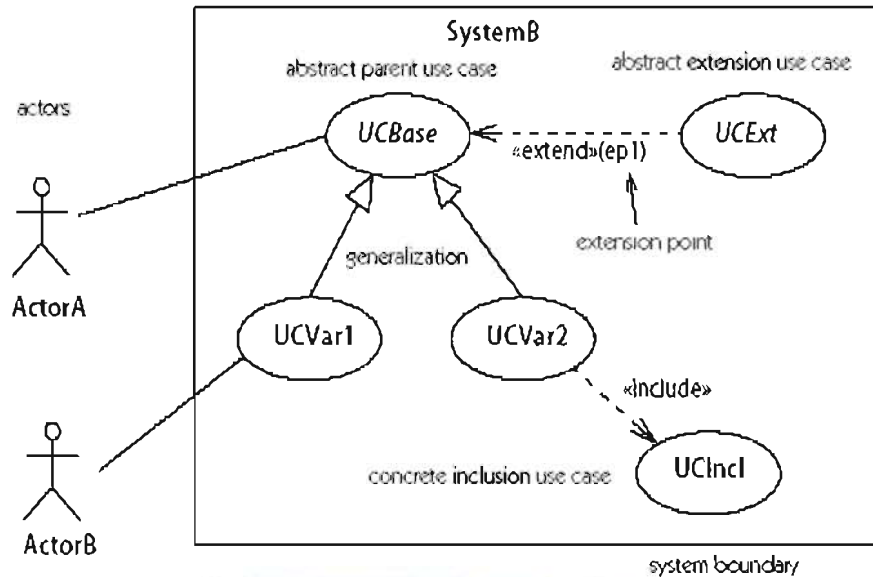 SystemB
abstract parent use case
abstract extension use case
actors
UCBase
UCExt
«extend»(ep1)
extension point
generalization
ActorA
UCVar1
UCVar2
«include»
concrete inclusion use case
UCIncl
ActorB
system boundary